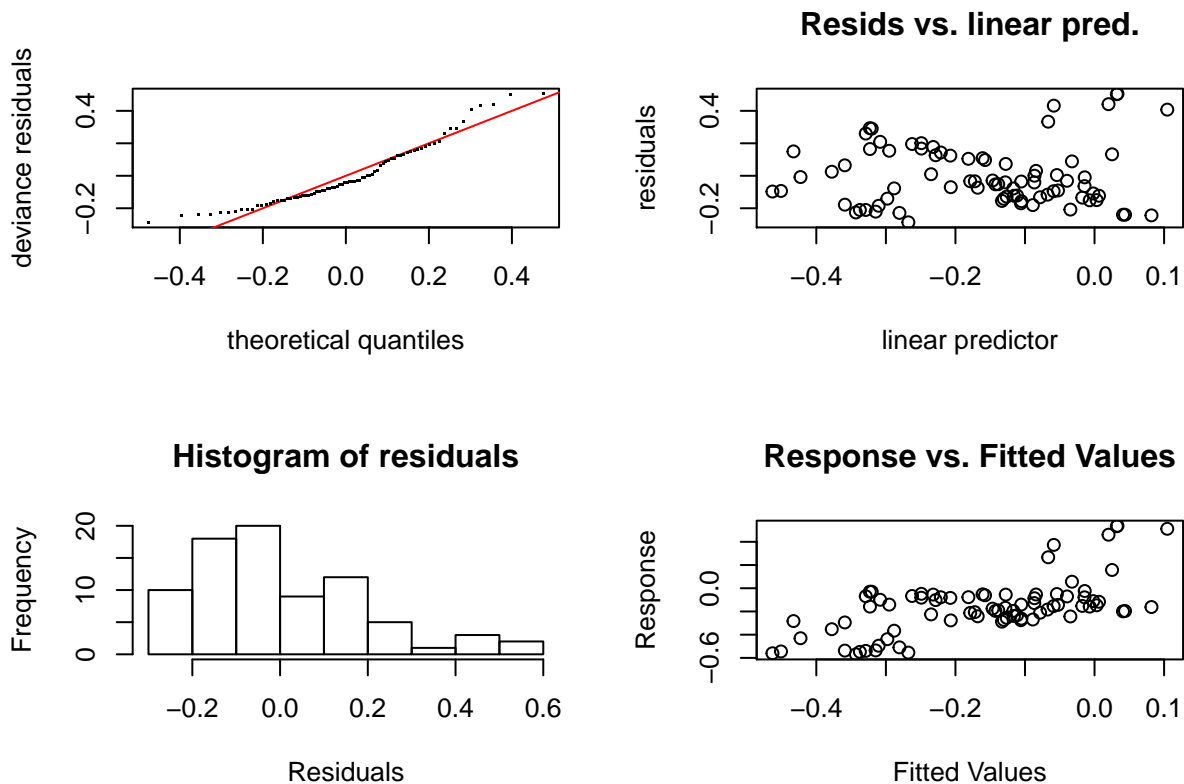 deviance residuals
0.4
−0.2
−0.4 −0.2 0.0 0.2 0.4
theoretical quantiles
Resids vs. linear pred.
residuals
0.4
−0.2
−0.4 −0.2 0.0 0.1
linear predictor
Histogram of residuals
Frequency
20
10
0
−0.2 0.0 0.2 0.4 0.6
Residuals
Response vs. Fitted Values
Response
0.0
−0.6
−0.4 −0.2 0.0 0.1
Fitted Values